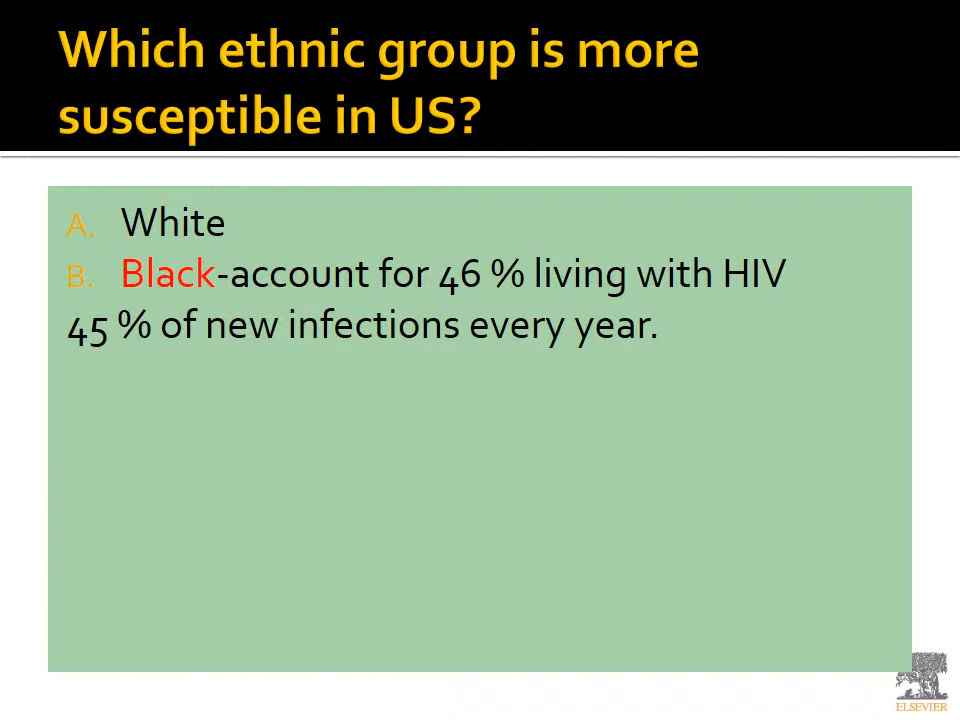 Which ethnic group is more
susceptible in US?
A. White
B. Black-account for 46 % living with HIV
45 % of new infections every year.
ELSEVIER